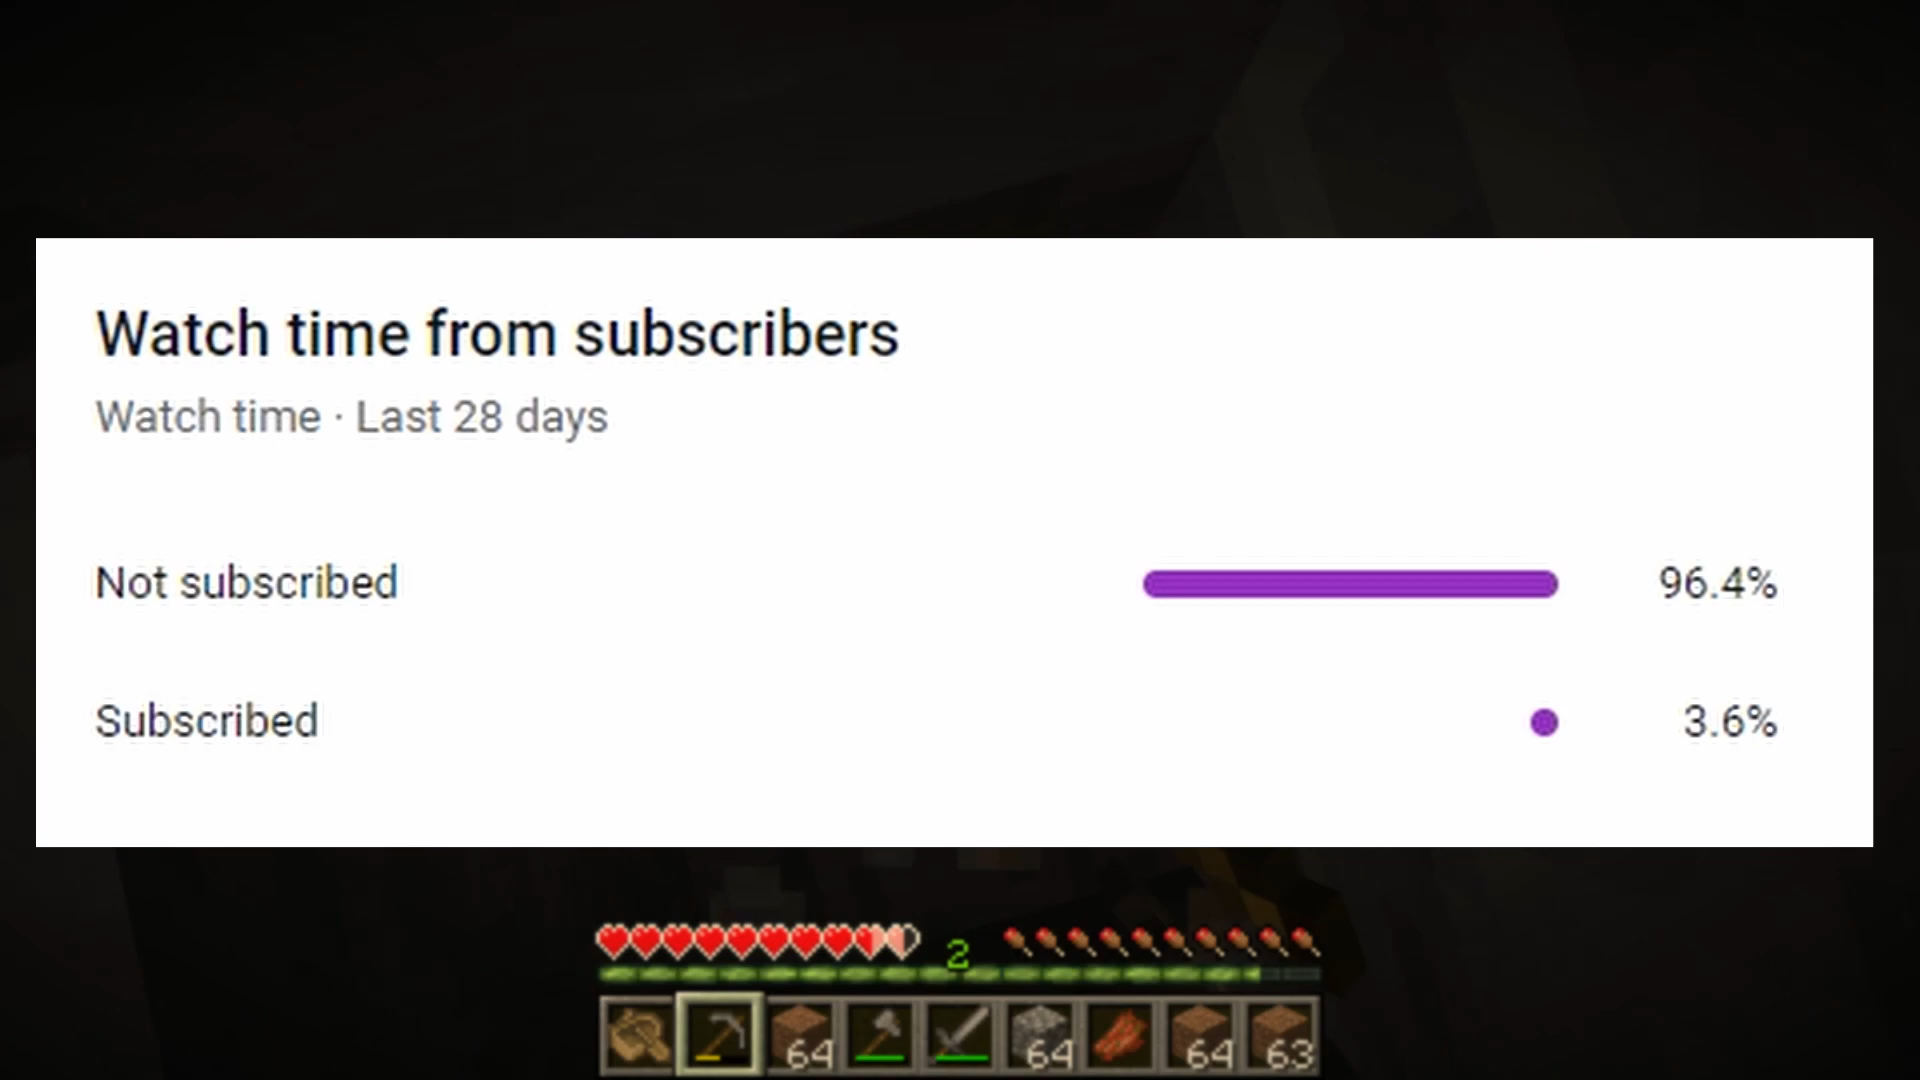 Watch time from subscribers
Watch time · Last 28 days
Not subscribed 96.4%
Subscribed 3.6%
2
64 64 64 63